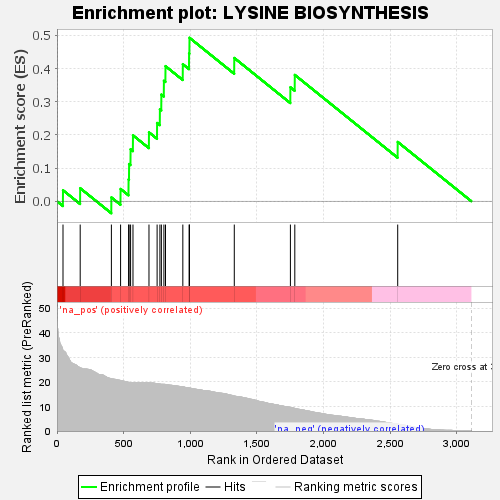 Enrichment plot: LYSINE BIOSYNTHESIS
Enrichment score (ES)
0.5
0.4
0.3
0.2
0.1
0.0
'na_pos' (positively correlated)
Ranked list metric (PreRanked)
50
40
30
20
10
0
Zero cross at
'na_neg' (negatively correlated)
0 500 1,000 1,500 2,000 2,500 3,000
Rank in Ordered Dataset
Enrichment profile Hits Ranking metric scores